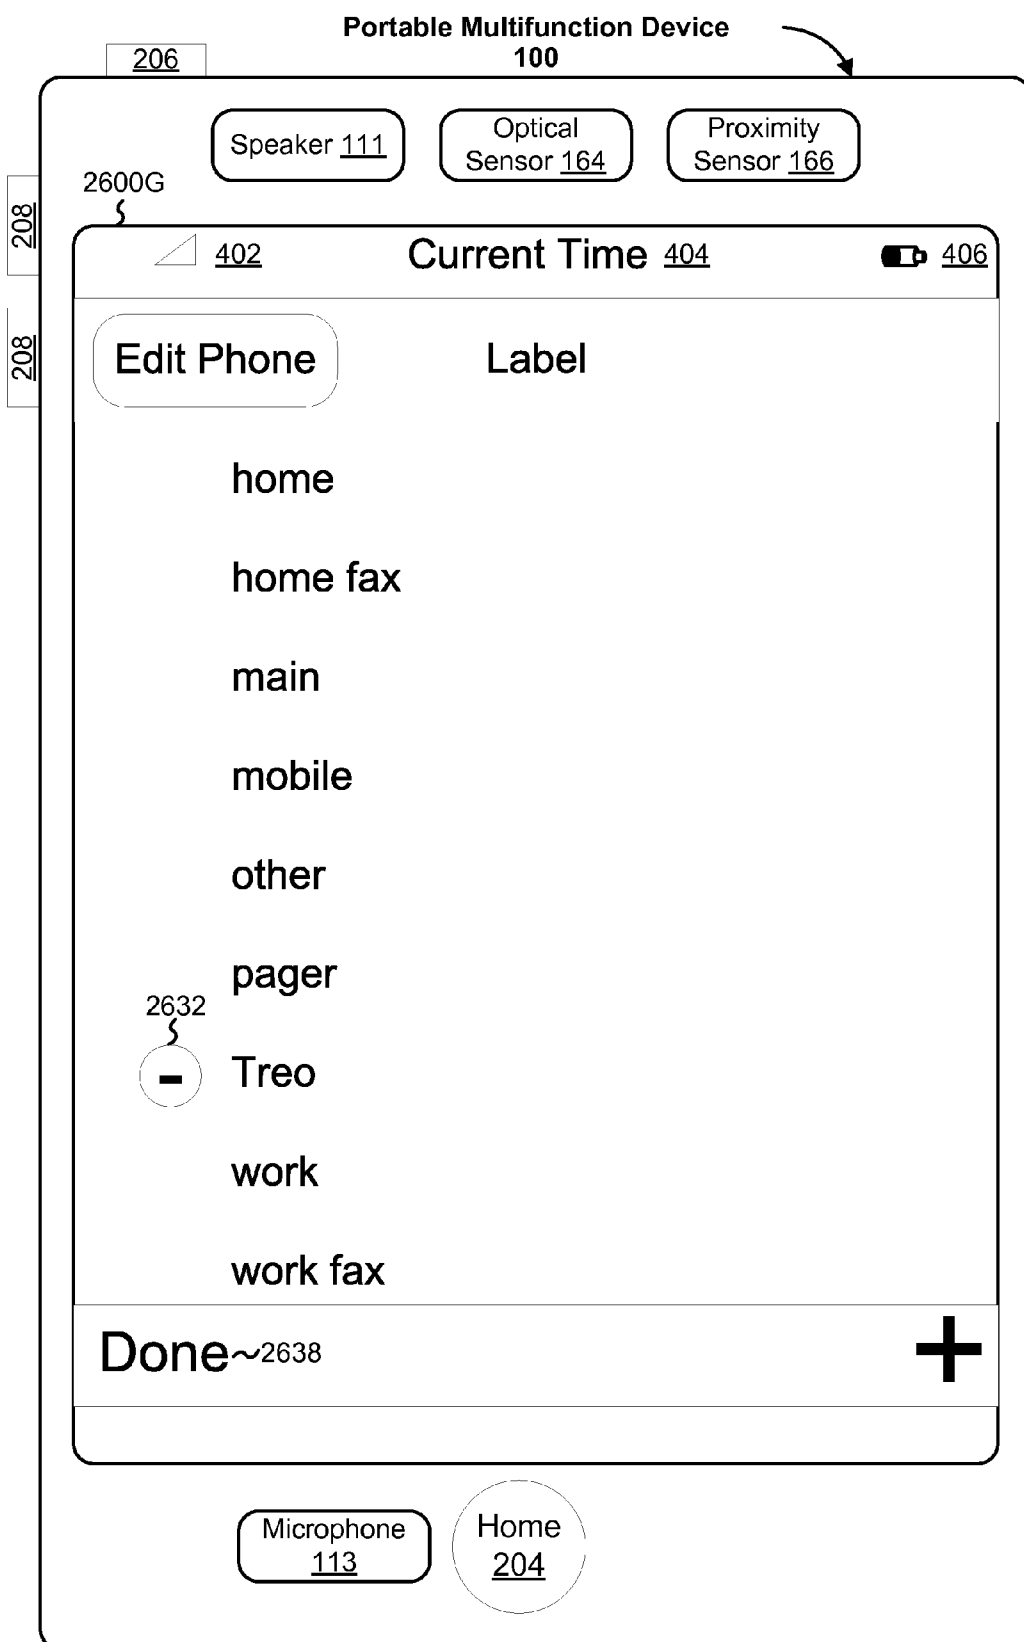 Portable Multifunction Device
100
206
Speaker 111
Optical
Sensor 164
Proximity
Sensor 166
2600G
208
402
Current Time 404
406
208
Edit Phone
Label
home
home fax
main
mobile
other
pager
2632
-
Treo
work
work fax
Done~2638
+
Microphone
113
Home
204